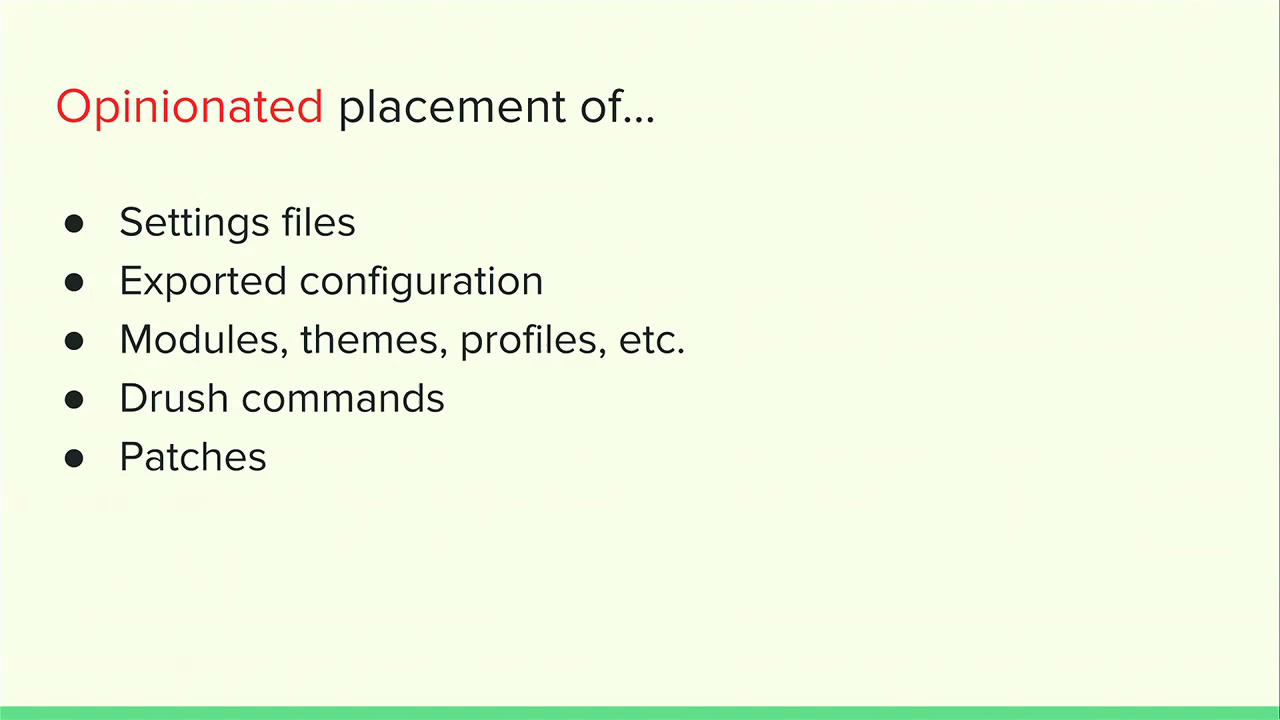 Opinionated placement of...
● Settings files
● Exported configuration
● Modules, themes, profiles, etc.
● Drush commands
● Patches